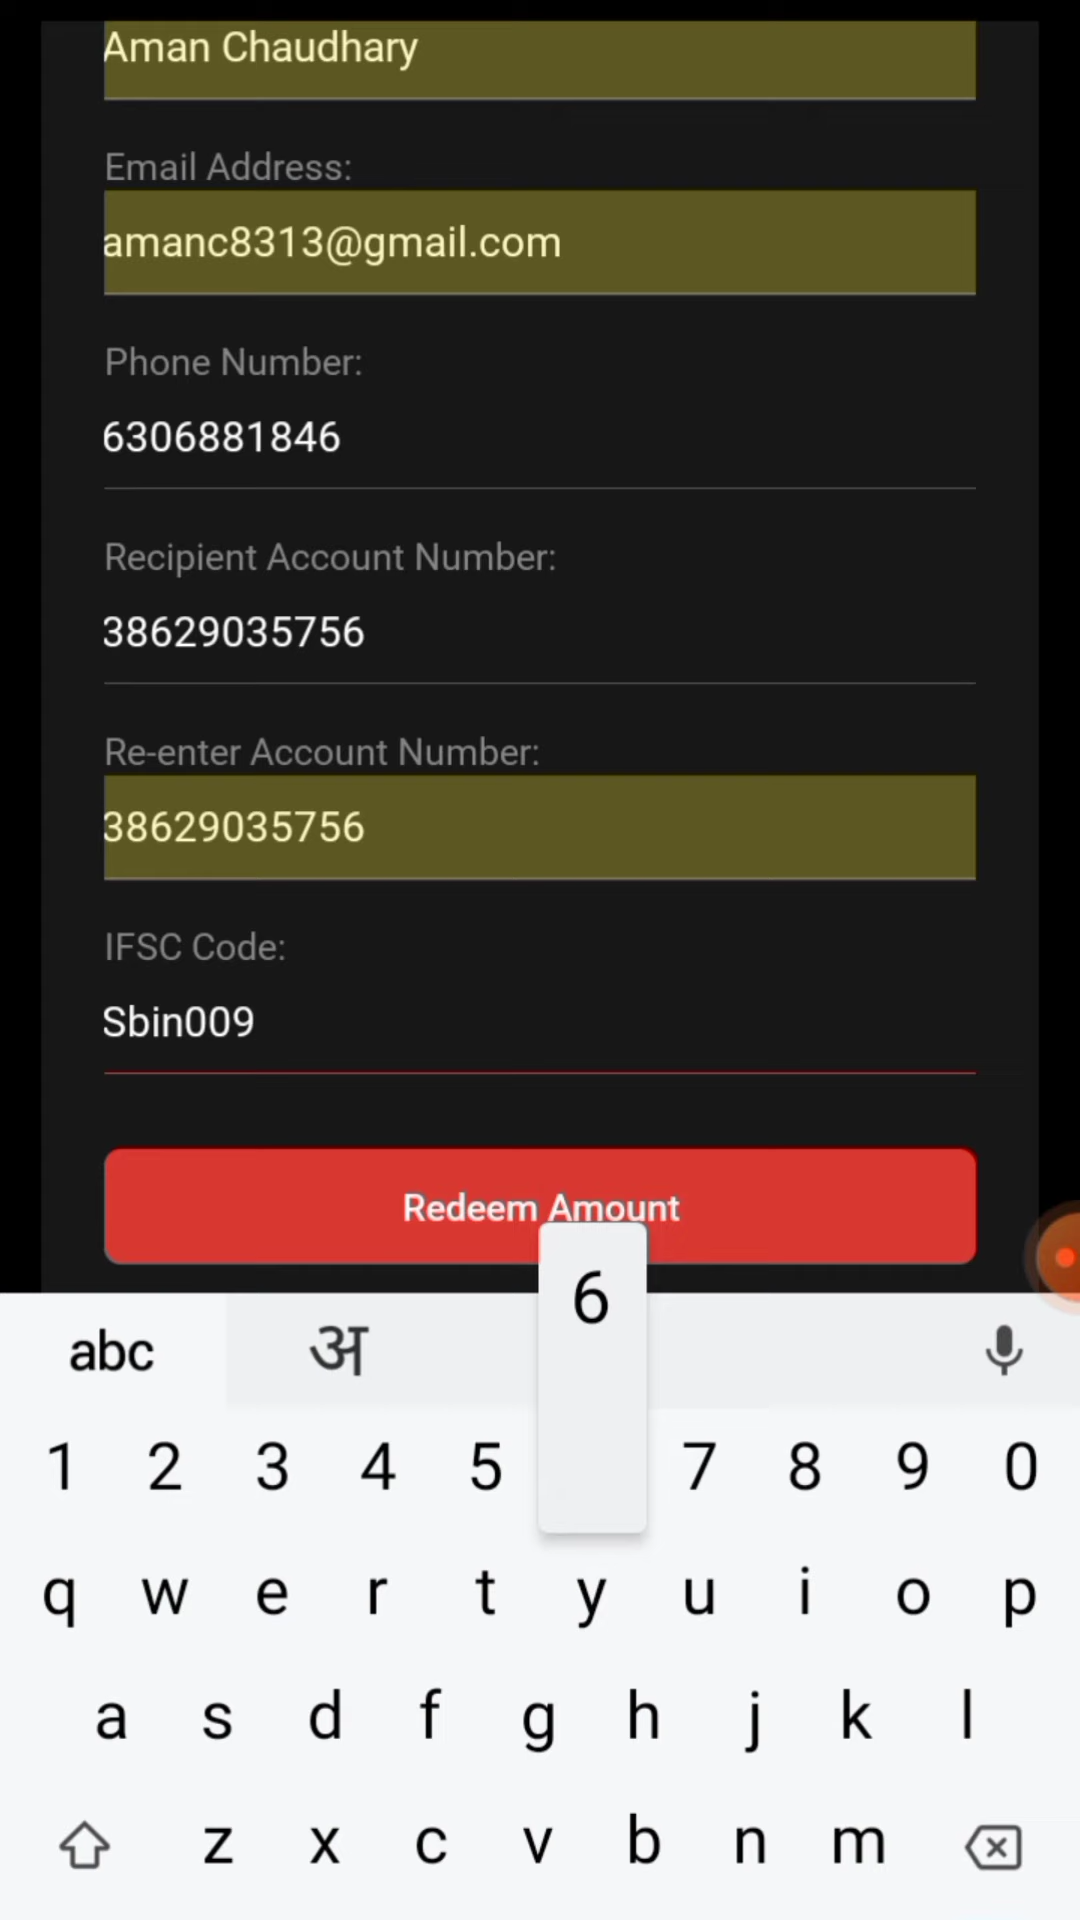 Aman Chaudhary
Email Address:
amanc8313@gmail.com
Phone Number:
6306881846
Recipient Account Number:
38629035756
Re-enter Account Number:
38629035756
IFSC Code:
Sbin009
Redeem Amount
6
abc अ
1 2 3 4 5 7 8 9 0
q w e r t y u i o p
a s d f g h j k l
z x c v b n m